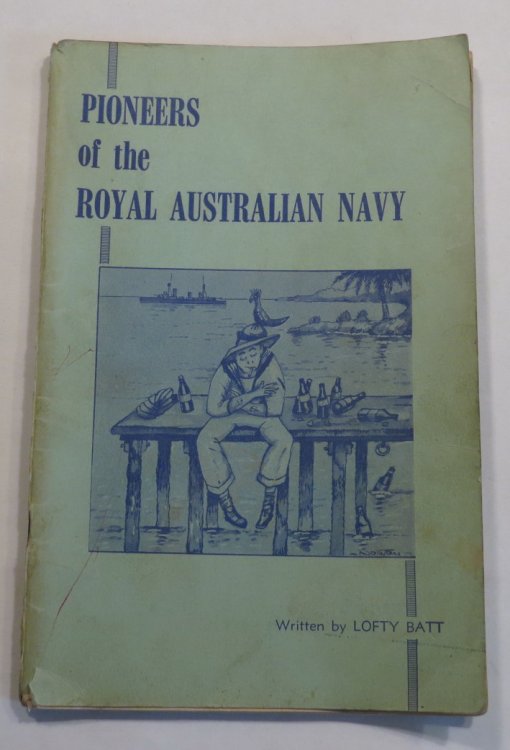 PIONEERS
of the
ROYAL AUSTRALIAN NAVY
Written by LOFTY BATT